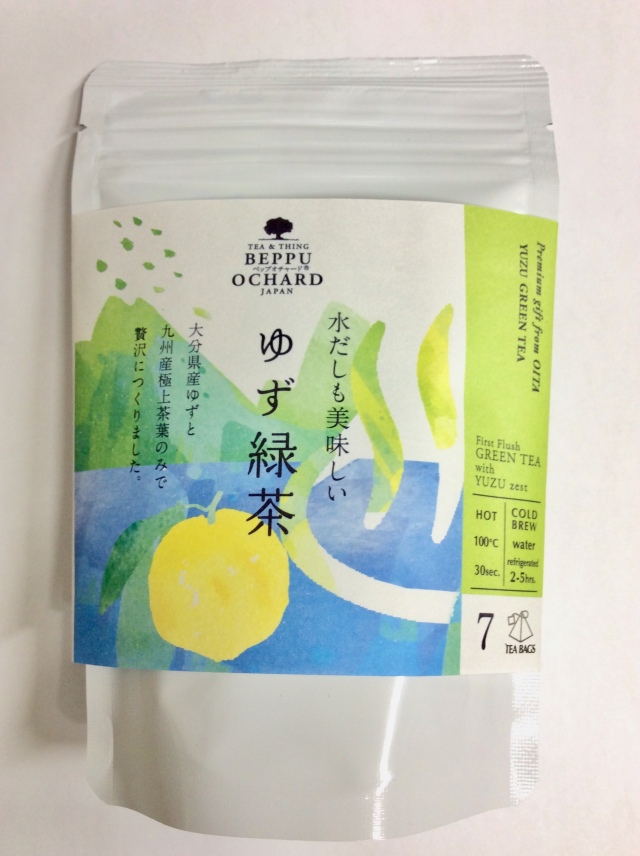 TEA & THING
BEPPU
ベップオチャード®
OCHARD
JAPAN
水だしも美味しい
ゆず緑茶
大分県産ゆずと
九州産極上茶葉のみで
贅沢につくりました。
Premium gift from OITA
YUZU GREEN TEA
First Flush
GREEN TEA
with
YUZU zest
HOT
100℃
30sec.
COLD
BREW
water
refrigerated
2-5hrs.
7
TEA BAGS